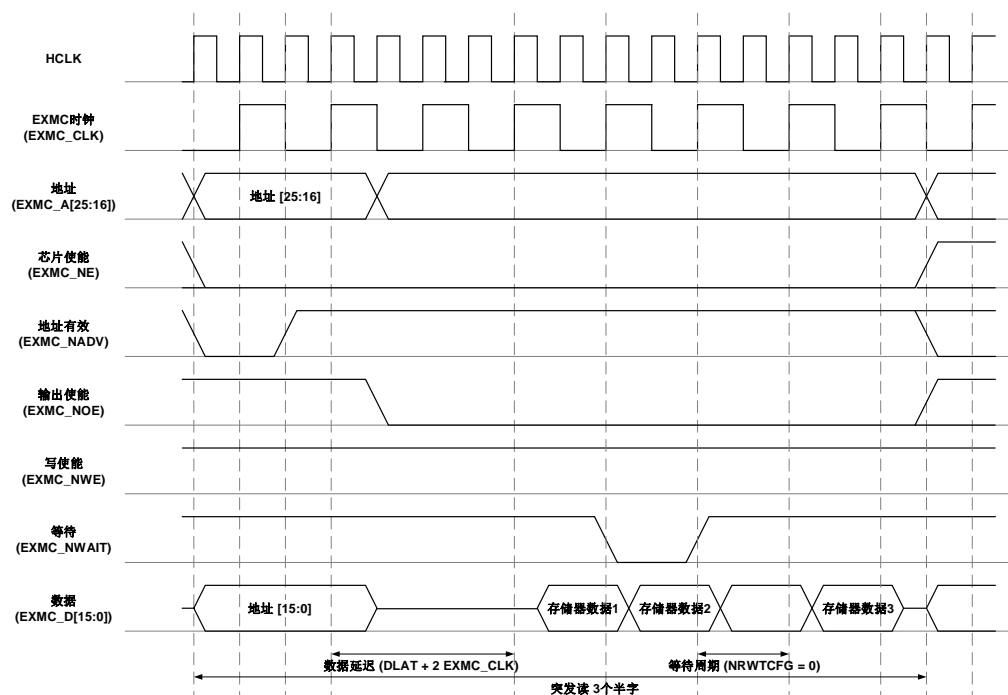 HCLK
EXMC时钟
(EXMC_CLK)
地址
(EXMC_A[25:16])
地址 [25:16]
芯片使能
(EXMC_NE)
地址有效
(EXMC_NADV)
输出使能
(EXMC_NOE)
写使能
(EXMC_NWE)
等待
(EXMC_NWAIT)
数据
(EXMC_D[15:0])
地址 [15:0]
存储器数据1
存储器数据2
存储器数据3
数据延迟 (DLAT + 2 EXMC_CLK)
等待周期 (NRWTCFG = 0)
突发读 3个半字